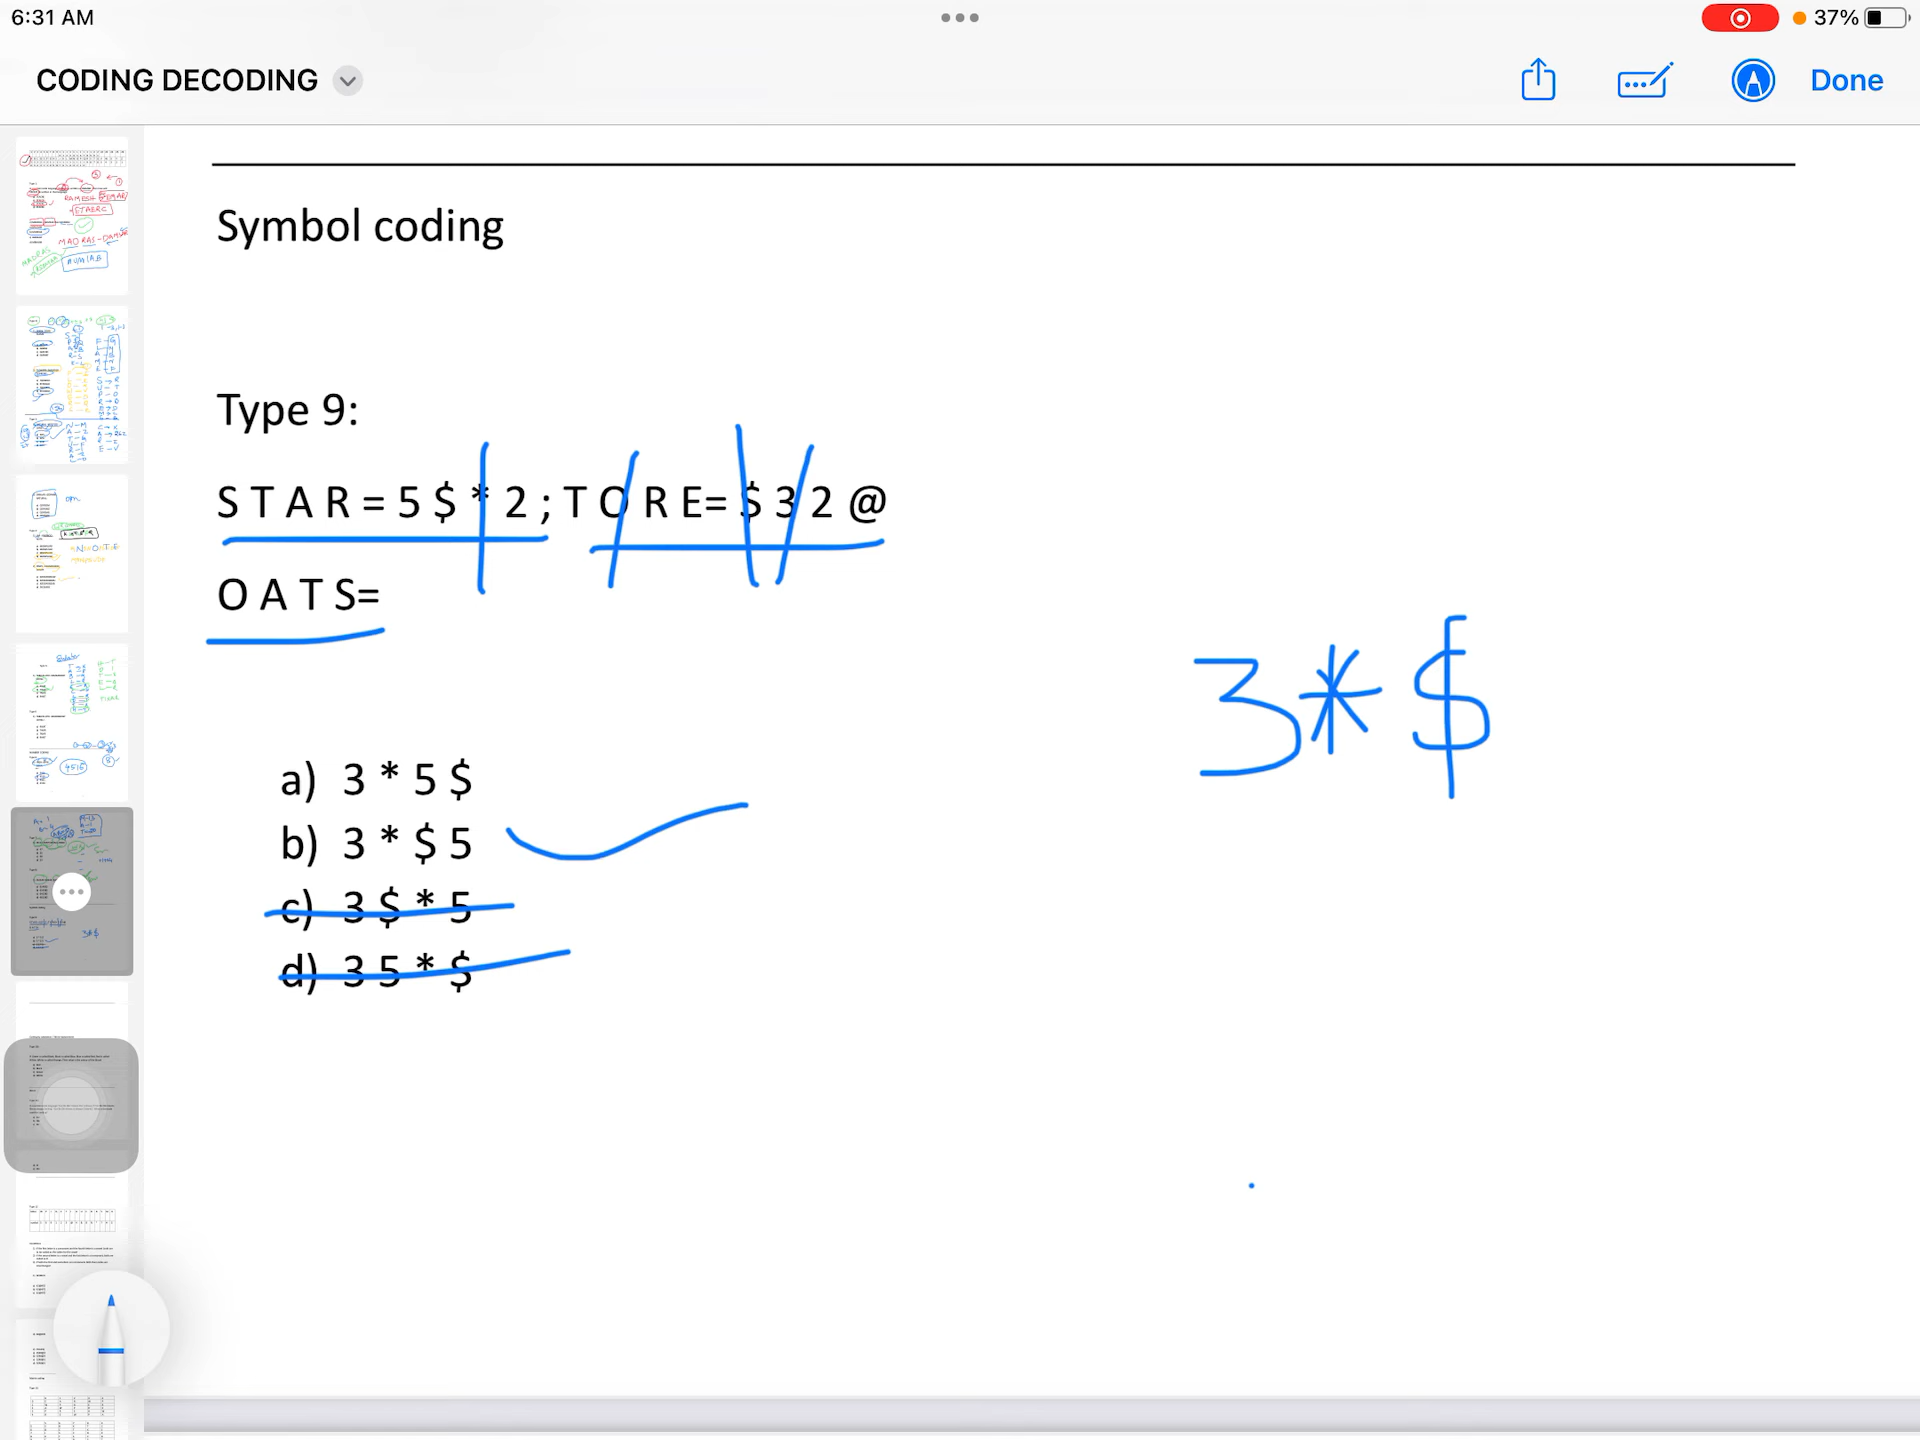 6:31 AM
37%
CODING DECODING
Done
Symbol coding
Type 9:
S T A R = 5 $ * 2 ; T O R E= $ 3 2 @
O A T S=
3 * $
a) 3 * 5 $
b) 3 * $ 5
c) 3 $ * 5
d) 3 5 * $